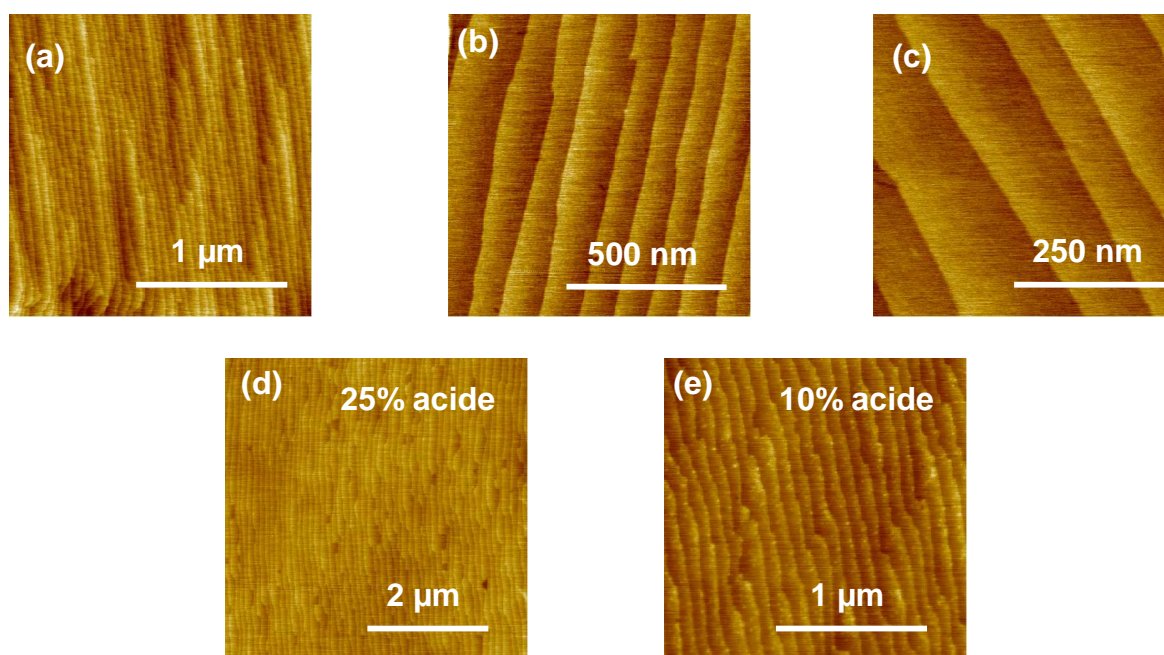 (a)
1 µm
(b)
500 nm
(c)
250 nm
(d)
25% acide
2 µm
(e)
10% acide
1 µm